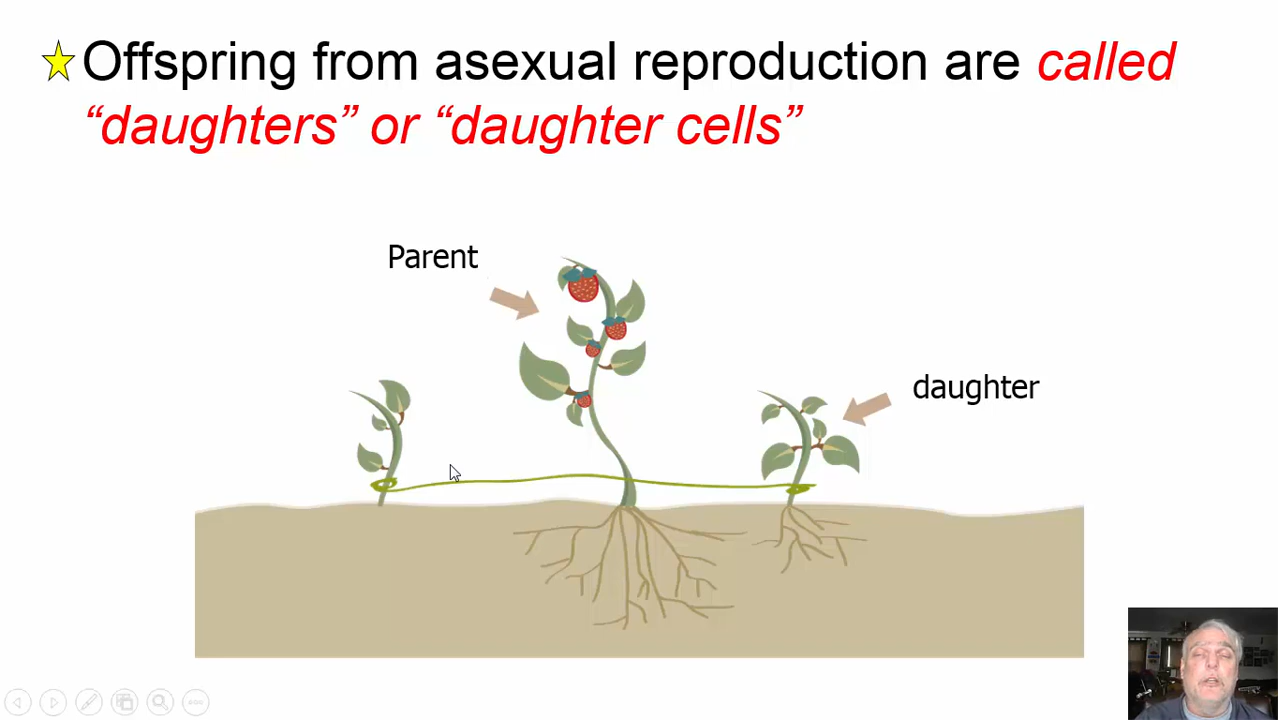 Offspring from asexual reproduction are called
“daughters” or “daughter cells”
Parent
daughter